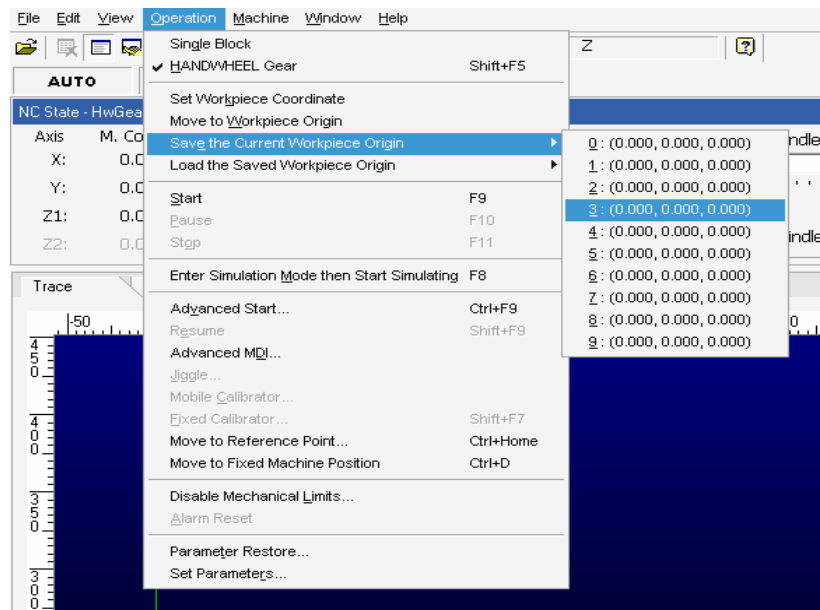 File Edit View Operation Machine Window Help
Z
AUTO
Single Block
HANDWHEEL Gear Shift+F5
Set Workpiece Coordinate
Move to Workpiece Origin
Save the Current Workpiece Origin
Load the Saved Workpiece Origin
Start F9
Pause F10
Stop F11
Enter Simulation Mode then Start Simulating F8
Advanced Start... Ctrl+F9
Resume Shift+F9
Advanced MDI...
Jiggle...
Mobile Calibrator...
Fixed Calibrator... Shift+F7
Move to Reference Point... Ctrl+Home
Move to Fixed Machine Position Ctrl+D
Disable Mechanical Limits...
Alarm Reset
Parameter Restore...
Set Parameters...
0 : (0.000, 0.000, 0.000)
1 : (0.000, 0.000, 0.000)
2 : (0.000, 0.000, 0.000)
3 : (0.000, 0.000, 0.000)
4 : (0.000, 0.000, 0.000)
5 : (0.000, 0.000, 0.000)
6 : (0.000, 0.000, 0.000)
7 : (0.000, 0.000, 0.000)
8 : (0.000, 0.000, 0.000)
9 : (0.000, 0.000, 0.000)
NC State - HwGea
Axis M. Co
X: 0.0
Y: 0.0
Z1: 0.0
Z2: 0.0
ndle
indle
Trace
-50
0
450
400
350
300